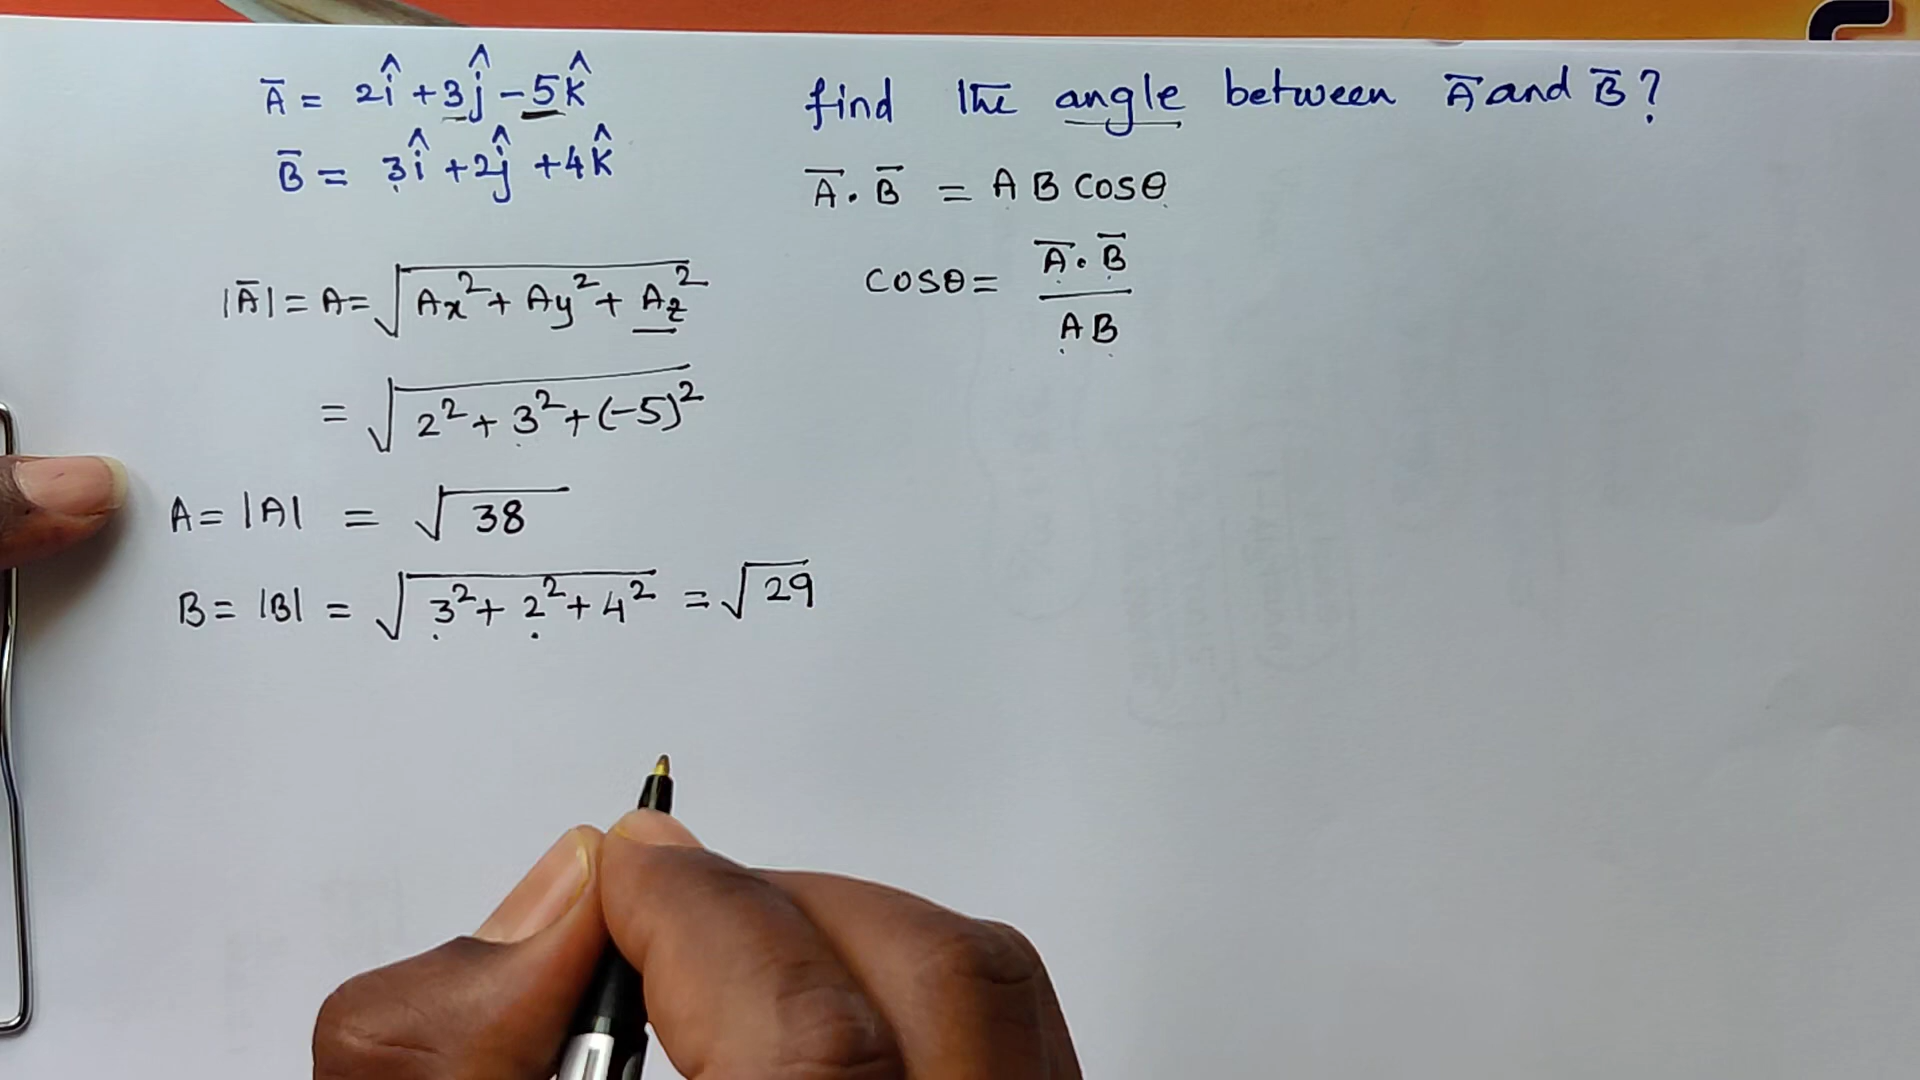 A̅ = 2î + 3ĵ - 5k̂
B̅ = 3î + 2ĵ + 4k̂
find the angle between A̅ and B̅ ?
A̅ . B̅ = A B cosθ
cosθ = A̅ . B̅ / A B
|A̅| = A = √(Ax² + Ay² + Az²)
= √(2² + 3² + (-5)²)
A = |A| = √38
B = |B| = √(3² + 2² + 4²) = √29